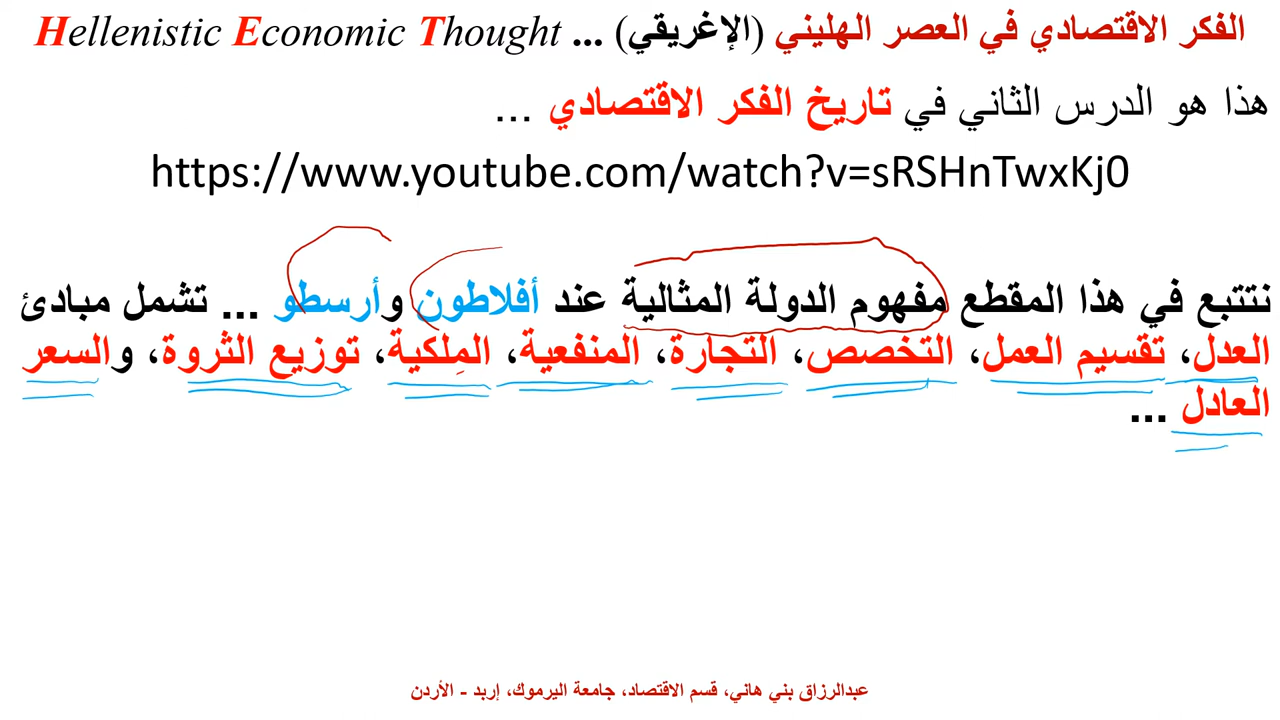 الفكر الاقتصادي في العصر الهليني (الإغريقي) ... Hellenistic Economic Thought
هذا هو الدرس الثاني في تاريخ الفكر الاقتصادي ...
https://www.youtube.com/watch?v=sRSHnTwxKj0
نتتبع في هذا المقطع مفهوم الدولة المثالية عند أفلاطون وأرسطو ... تشمل مبادئ
العدل، تقسيم العمل، التخصص، التجارة، المنفعية، المِلكية، توزيع الثروة، والسعر
العادل ...
عبدالرزاق بني هاني، قسم الاقتصاد، جامعة اليرموك، إربد - الأردن